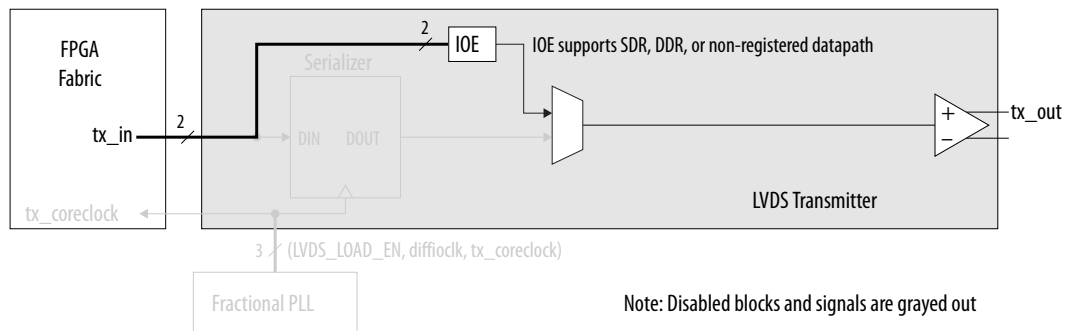 FPGA
Fabric
2
IOE
IOE supports SDR, DDR, or non-registered datapath
Serializer
tx_in
2
DIN DOUT
+
−
tx_out
tx_coreclock
LVDS Transmitter
3 (LVDS_LOAD_EN, diffioclk, tx_coreclock)
Fractional PLL
Note: Disabled blocks and signals are grayed out